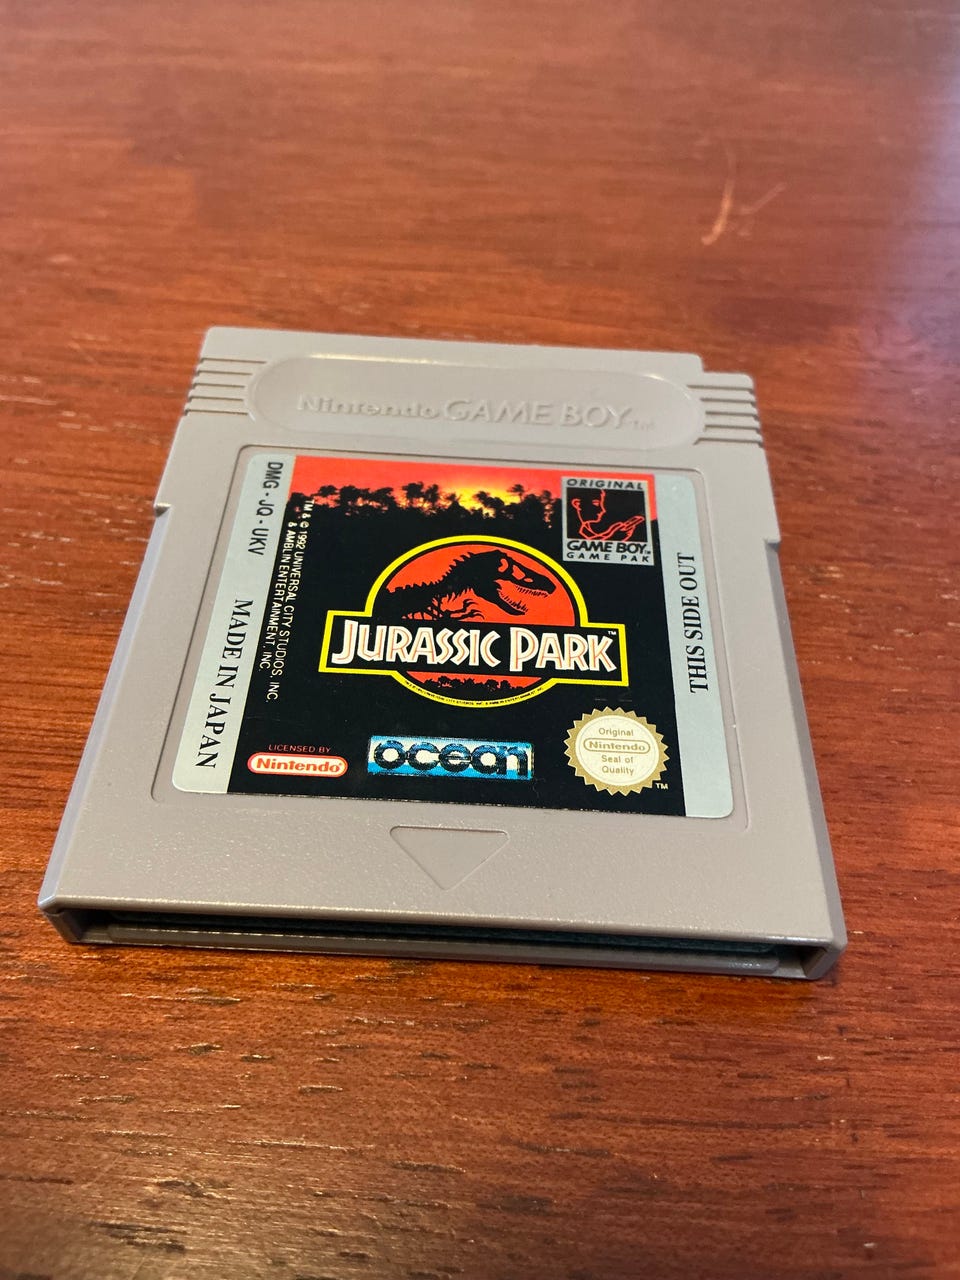 Nintendo GAME BOY™
DMG - JQ - UKV
MADE IN JAPAN
TM & © 1992 UNIVERSAL CITY STUDIOS, INC.
& AMBLIN ENTERTAINMENT, INC.
ORIGINAL
GAME BOY™
GAME PAK
JURASSIC PARK™
THIS SIDE OUT
LICENSED BY
Nintendo®
ocean
Original
Nintendo
Seal of
Quality
TM